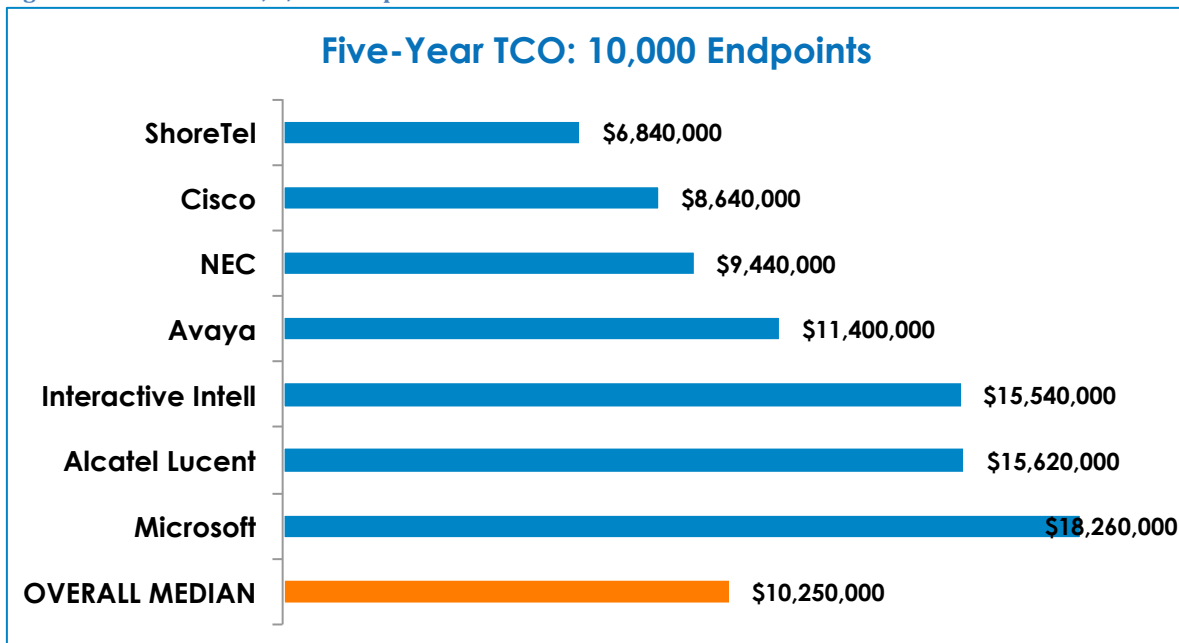 Five-Year TCO: 10,000 Endpoints
ShoreTel $6,840,000
Cisco $8,640,000
NEC $9,440,000
Avaya $11,400,000
Interactive Intell $15,540,000
Alcatel Lucent $15,620,000
Microsoft $18,260,000
OVERALL MEDIAN $10,250,000